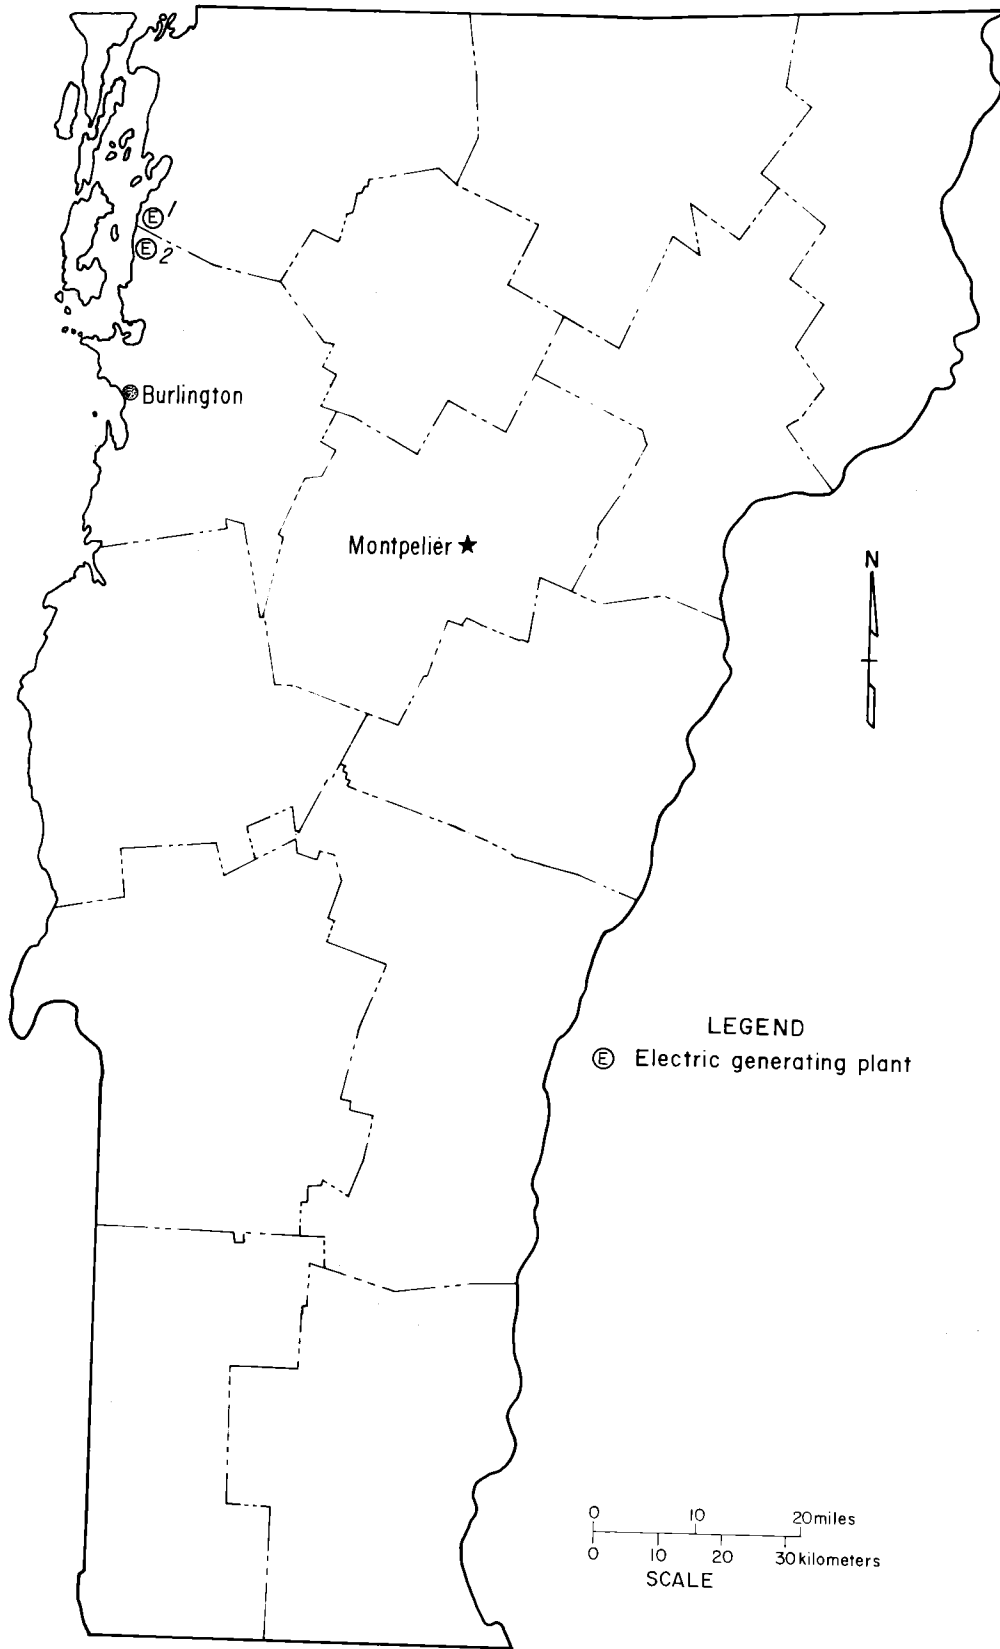 Ⓔ 1
Ⓔ 2
Burlington
Montpelier ★
N
LEGEND
Ⓔ Electric generating plant
0 10 20 miles
0 10 20 30 kilometers
SCALE